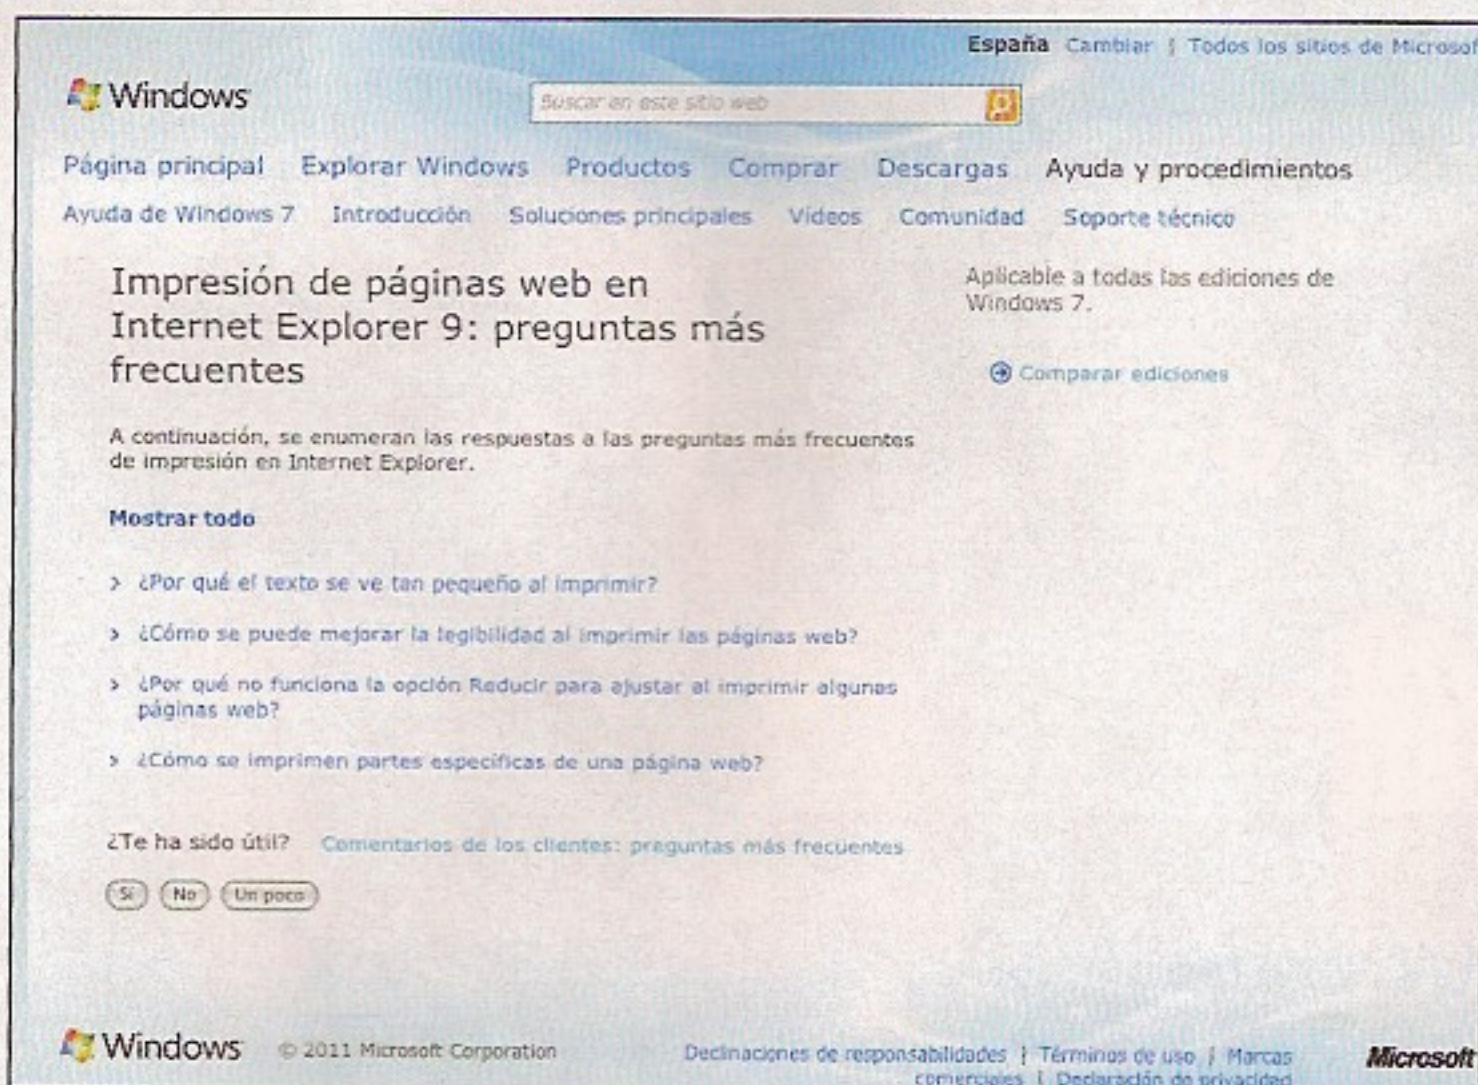 España Cambiar | Todos los sitios de Microsof
Windows
Buscar en este sitio web
Página principal Explorar Windows Productos Comprar Descargas Ayuda y procedimientos
Ayuda de Windows 7 Introducción Soluciones principales Vídeos Comunidad Soporte técnico
Impresión de páginas web en
Internet Explorer 9: preguntas más
frecuentes
Aplicable a todas las ediciones de
Windows 7.
Comparar ediciones
A continuación, se enumeran las respuestas a las preguntas más frecuentes
de impresión en Internet Explorer.
Mostrar todo
¿Por qué el texto se ve tan pequeño al imprimir?
¿Cómo se puede mejorar la legibilidad al imprimir las páginas web?
¿Por qué no funciona la opción Reducir para ajustar al imprimir algunas
páginas web?
¿Cómo se imprimen partes específicas de una página web?
¿Te ha sido útil? Comentarios de los clientes: preguntas más frecuentes
Sí No Un poco
Windows © 2011 Microsoft Corporation
Declinaciones de responsabilidades | Términos de uso | Marcas
comerciales | Declaración de privacidad
Microsoft